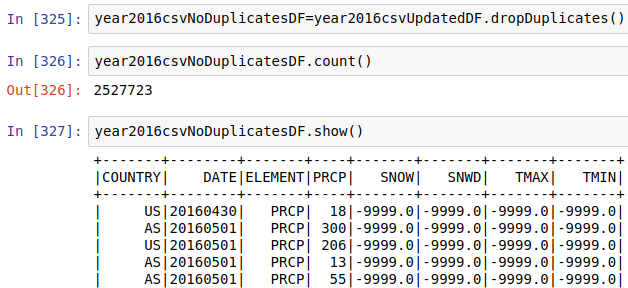 In [325]: year2016csvNoDuplicatesDF=year2016csvUpdatedDF.dropDuplicates()
In [326]: year2016csvNoDuplicatesDF.count()
Out[326]: 2527723
In [327]: year2016csvNoDuplicatesDF.show()
+-------+--------+-------+----+-------+-------+-------+-------+
|COUNTRY|    DATE|ELEMENT|PRCP|   SNOW|   SNWD|   TMAX|   TMIN|
+-------+--------+-------+----+-------+-------+-------+-------+
|     US|20160430|   PRCP|  18|-9999.0|-9999.0|-9999.0|-9999.0|
|     AS|20160501|   PRCP| 300|-9999.0|-9999.0|-9999.0|-9999.0|
|     US|20160501|   PRCP| 206|-9999.0|-9999.0|-9999.0|-9999.0|
|     AS|20160501|   PRCP|  13|-9999.0|-9999.0|-9999.0|-9999.0|
|     AS|20160501|   PRCP|  55|-9999.0|-9999.0|-9999.0|-9999.0|